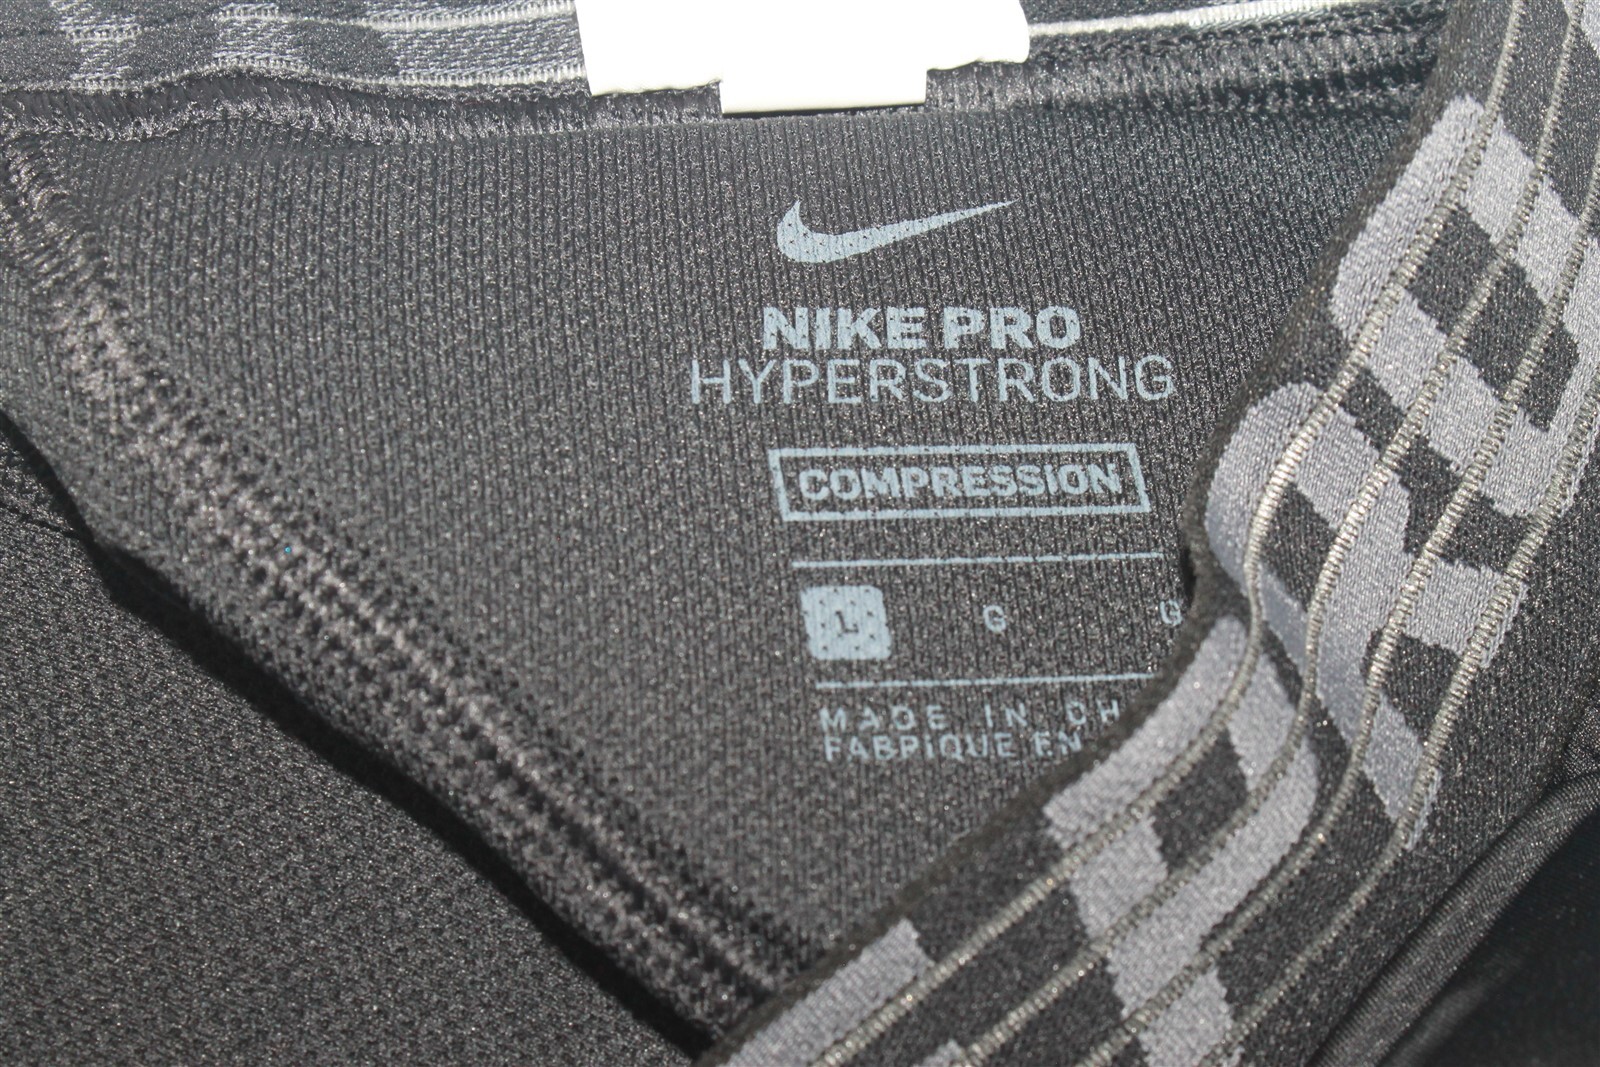 NIKE PRO
HYPERSTRONG
COMPRESSION
L G G
MADE IN CH
FABRIQUE EN